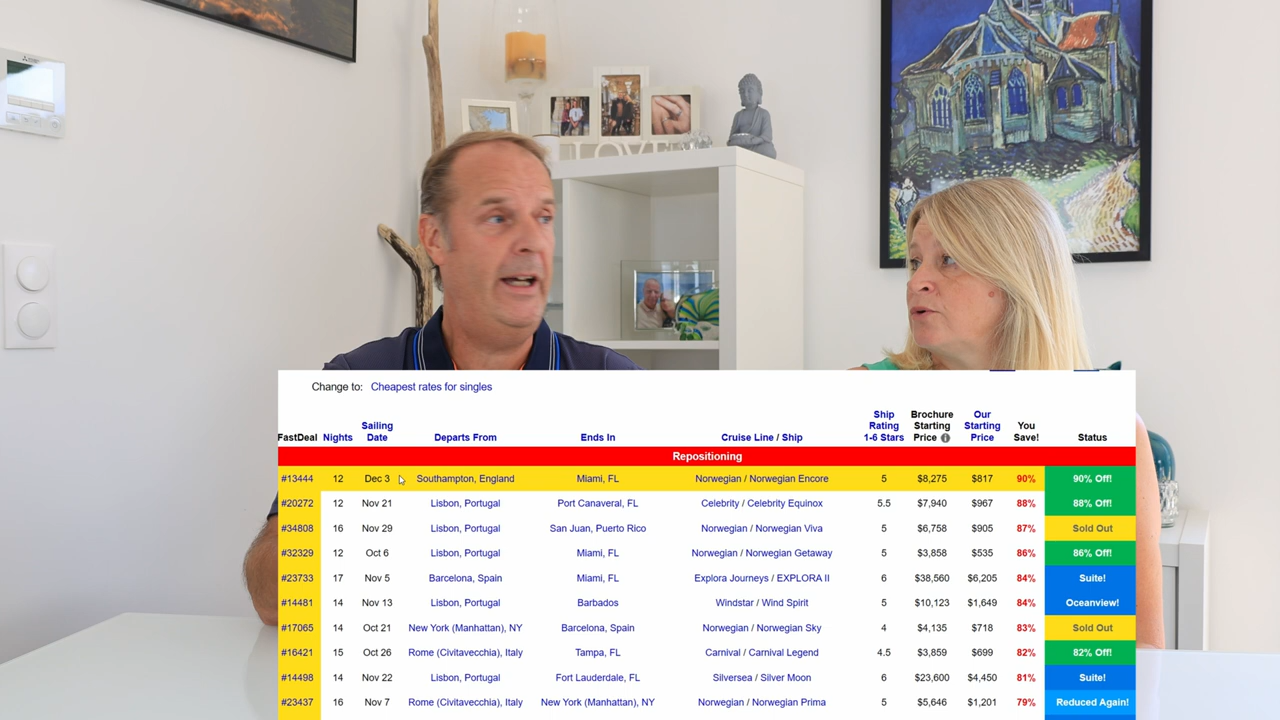 LOVE
Change to: Cheapest rates for singles
FastDeal Nights Sailing Date Departs From Ends In Cruise Line / Ship Ship Rating 1-6 Stars Brochure Starting Price Our Starting Price You Save! Status
Repositioning
#13444 12 Dec 3 Southampton, England Miami, FL Norwegian / Norwegian Encore 5 $8,275 $817 90% 90% Off!
#20272 12 Nov 21 Lisbon, Portugal Port Canaveral, FL Celebrity / Celebrity Equinox 5.5 $7,940 $967 88% 88% Off!
#34808 16 Nov 29 Lisbon, Portugal San Juan, Puerto Rico Norwegian / Norwegian Viva 5 $6,758 $905 87% Sold Out
#32329 12 Oct 6 Lisbon, Portugal Miami, FL Norwegian / Norwegian Getaway 5 $3,858 $535 86% 86% Off!
#23733 17 Nov 5 Barcelona, Spain Miami, FL Explora Journeys / EXPLORA II 6 $38,560 $6,205 84% Suite!
#14481 14 Nov 13 Lisbon, Portugal Barbados Windstar / Wind Spirit 5 $10,123 $1,649 84% Oceanview!
#17065 14 Oct 21 New York (Manhattan), NY Barcelona, Spain Norwegian / Norwegian Sky 4 $4,135 $718 83% Sold Out
#16421 15 Oct 26 Rome (Civitavecchia), Italy Tampa, FL Carnival / Carnival Legend 4.5 $3,859 $699 82% 82% Off!
#14498 14 Nov 22 Lisbon, Portugal Fort Lauderdale, FL Silversea / Silver Moon 6 $23,600 $4,450 81% Suite!
#23437 16 Nov 7 Rome (Civitavecchia), Italy New York (Manhattan), NY Norwegian / Norwegian Prima 5 $5,646 $1,201 79% Reduced Again!